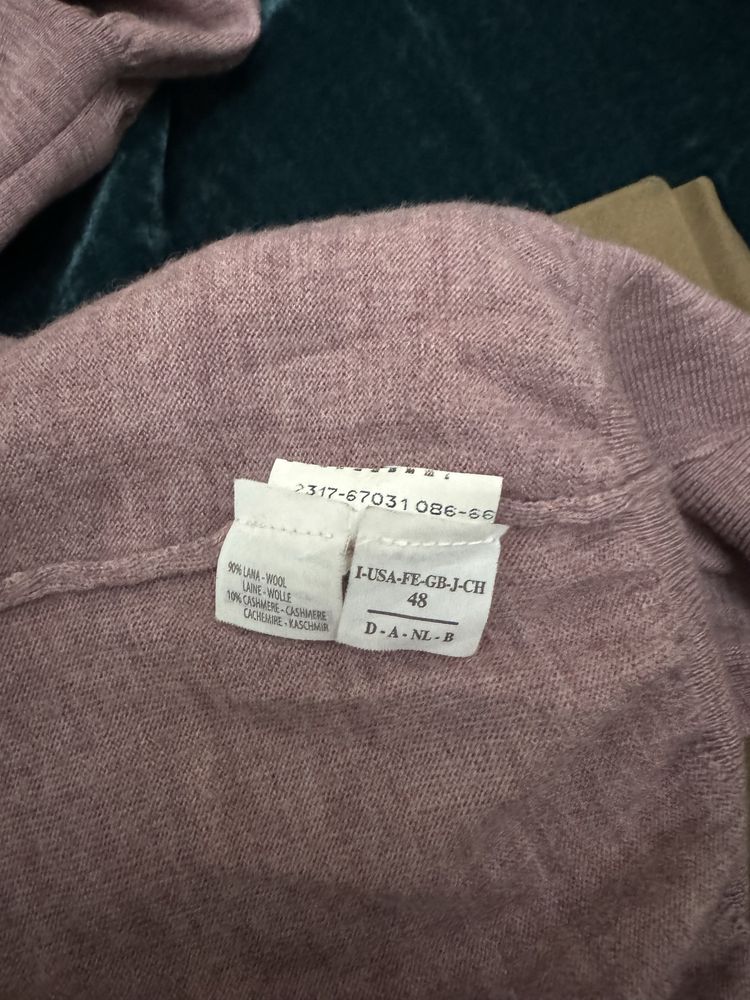 2317-67031 086-66
90% LANA - WOOL
LAINE - WOLLE
10% CASHMERE - CASHMERE
CACHEMIRE - KASCHMIR
I-USA-FE-GB-J-CH
48
D - A - NL - B